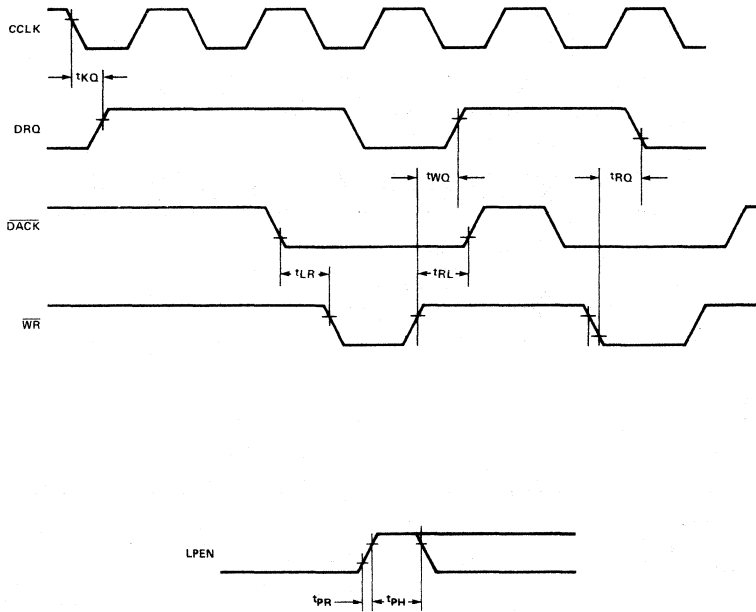 CCLK
tKQ
DRQ
tWQ
tRQ
DACK
tLR
tRL
WR
LPEN
tPR
tPH